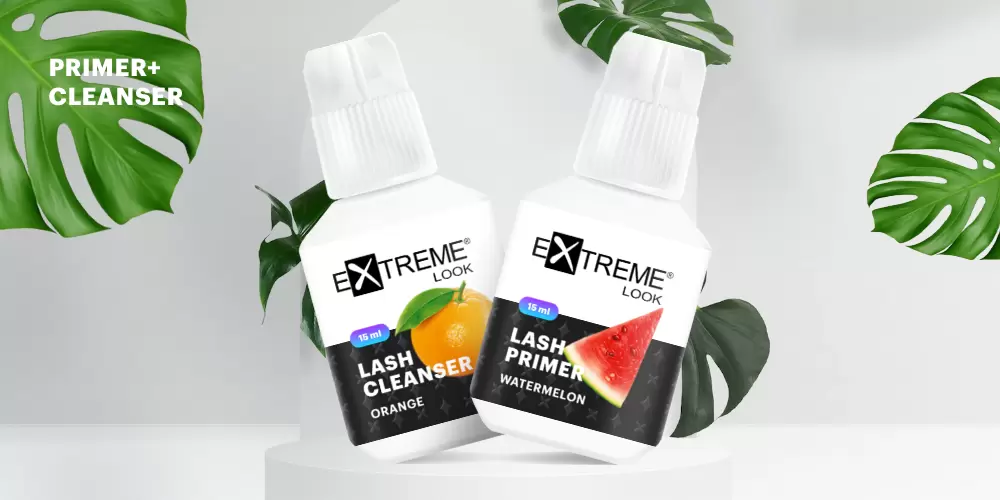 PRIMER+
CLEANSER
EXTREME®
LOOK
15 ml
LASH
CLEANSER
ORANGE
EXTREME®
LOOK
15 ml
LASH
PRIMER
WATERMELON